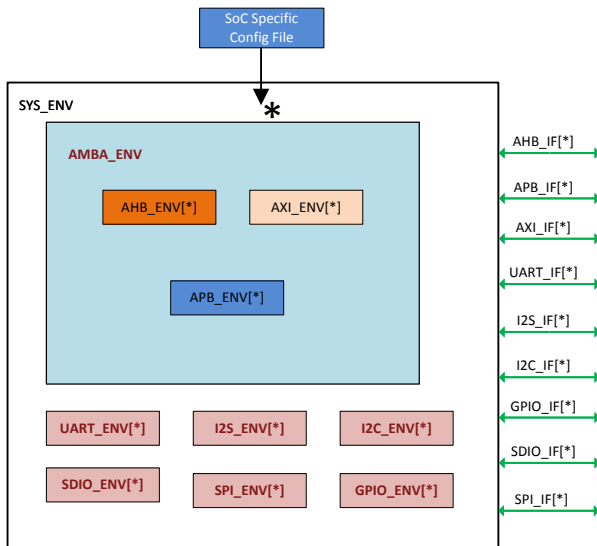 SoC Specific
Config File
SYS_ENV
*
AMBA_ENV
AHB_ENV[*]
AXI_ENV[*]
APB_ENV[*]
UART_ENV[*]
I2S_ENV[*]
I2C_ENV[*]
SDIO_ENV[*]
SPI_ENV[*]
GPIO_ENV[*]
AHB_IF[*]
APB_IF[*]
AXI_IF[*]
UART_IF[*]
I2S_IF[*]
I2C_IF[*]
GPIO_IF[*]
SDIO_IF[*]
SPI_IF[*]